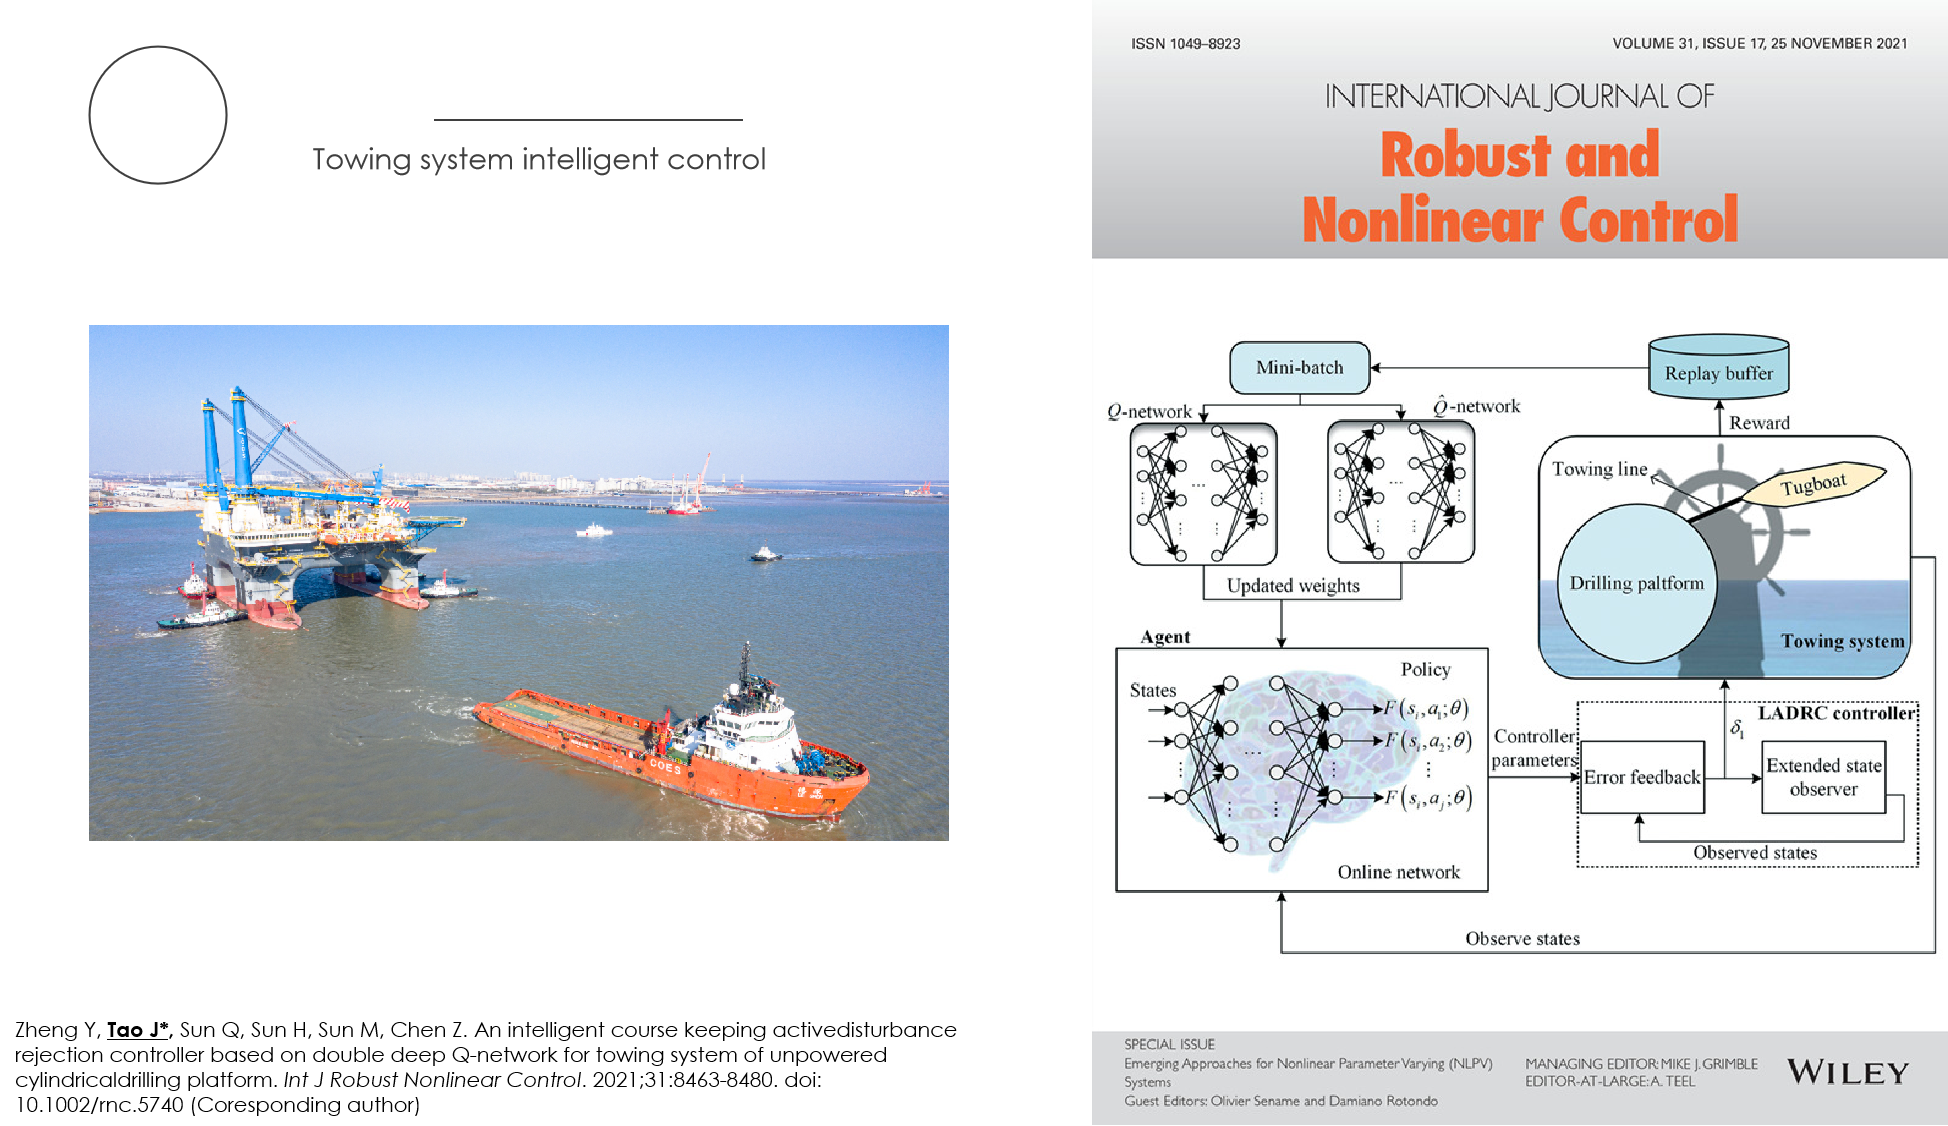 Towing system intelligent control
COES
Zheng Y, Tao J*, Sun Q, Sun H, Sun M, Chen Z. An intelligent course keeping activedisturbance
rejection controller based on double deep Q-network for towing system of unpowered
cylindricaldrilling platform. Int J Robust Nonlinear Control. 2021;31:8463-8480. doi:
10.1002/rnc.5740 (Coresponding author)
ISSN 1049–8923
VOLUME 31, ISSUE 17, 25 NOVEMBER 2021
INTERNATIONAL JOURNAL OF
Robust and
Nonlinear Control
Mini-batch
Replay buffer
Q-network
Q̂-network
Reward
Towing line
Tugboat
Drilling paltform
Towing system
Updated weights
Agent
Policy
States
F(s_i,a_1;θ)
F(s_i,a_2;θ)
F(s_i,a_j;θ)
Online network
Controller
parameters
LADRC controller
δ_1
Error feedback
Extended state
observer
Observed states
Observe states
SPECIAL ISSUE
Emerging Approaches for Nonlinear Parameter Varying (NLPV)
Systems
Guest Editors: Olivier Sename and Damiano Rotondo
MANAGING EDITOR: MIKE J. GRIMBLE
EDITOR-AT-LARGE: A. TEEL
WILEY